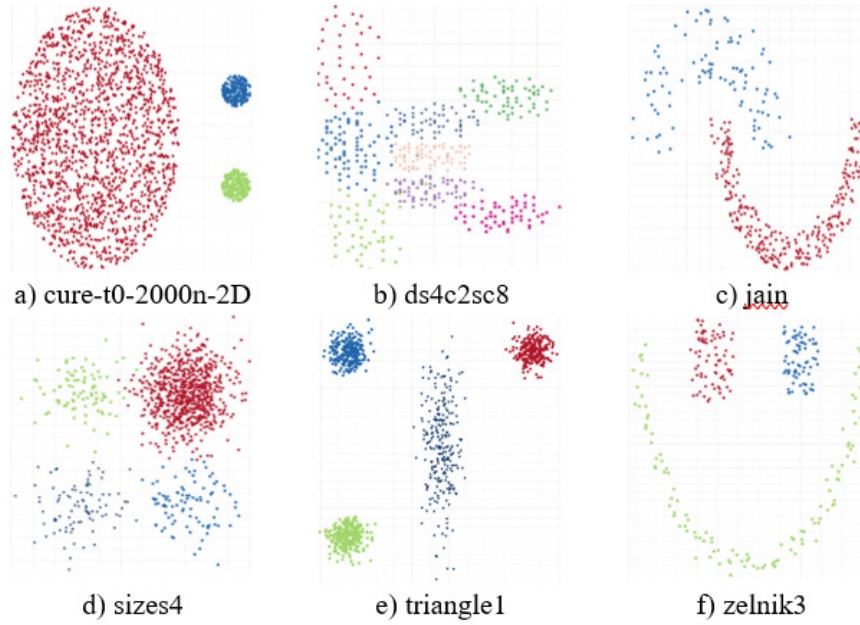 a) cure-t0-2000n-2D
b) ds4c2sc8
c) jain
d) sizes4
e) triangle1
f) zelnik3